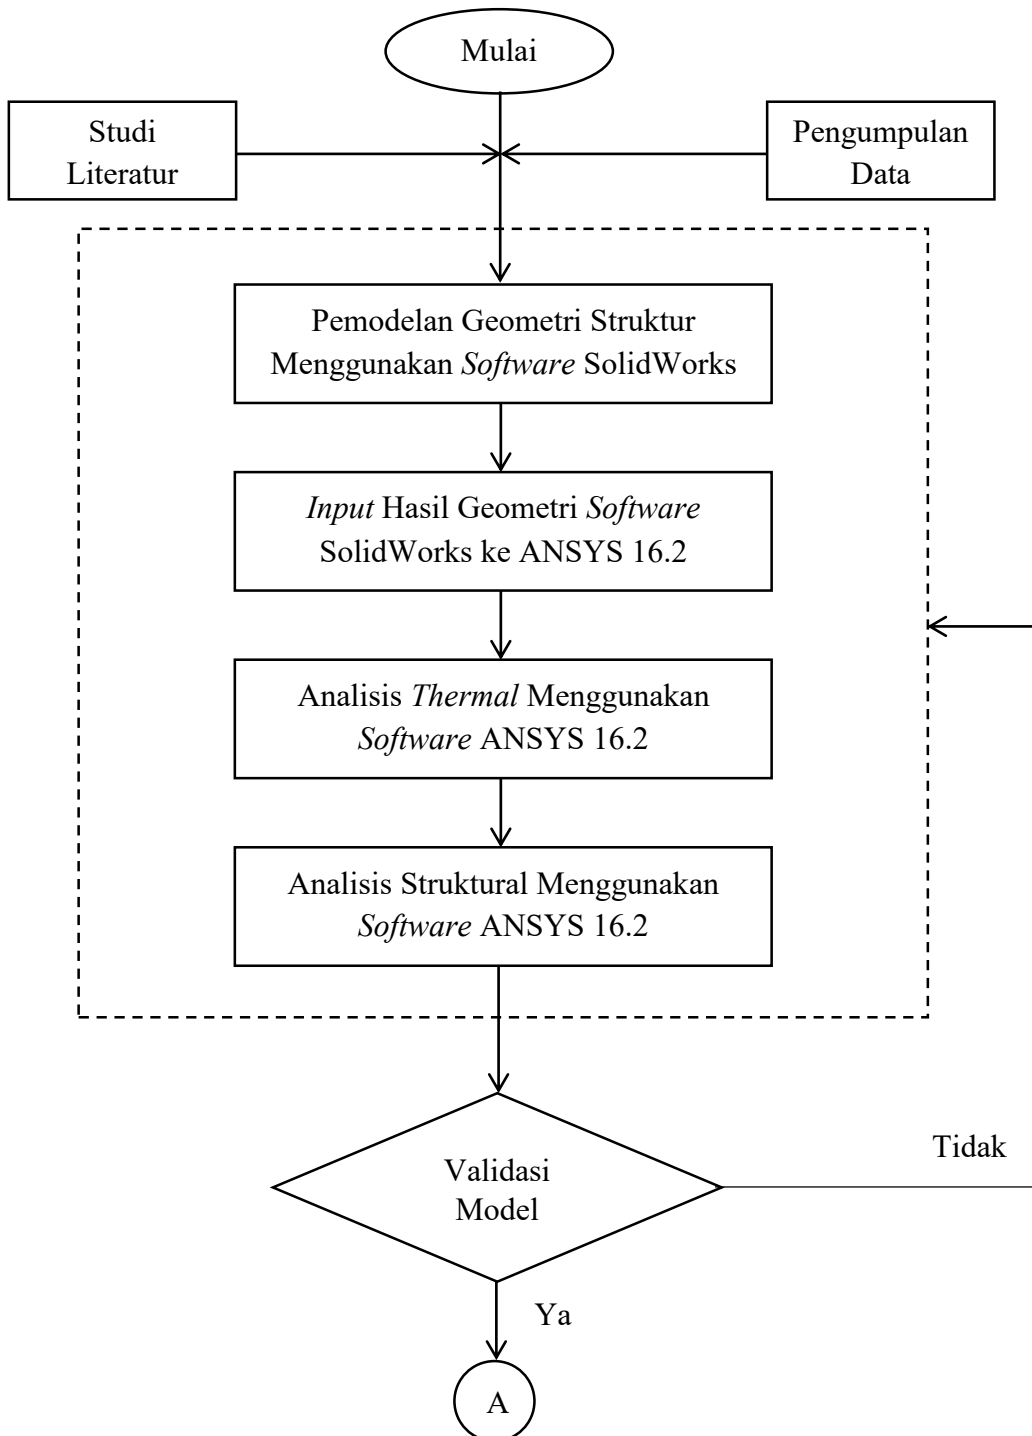 Mulai
Studi
Literatur
Pengumpulan
Data
Pemodelan Geometri Struktur
Menggunakan Software SolidWorks
Input Hasil Geometri Software
SolidWorks ke ANSYS 16.2
Analisis Thermal Menggunakan
Software ANSYS 16.2
Analisis Struktural Menggunakan
Software ANSYS 16.2
Validasi
Model
Tidak
Ya
A